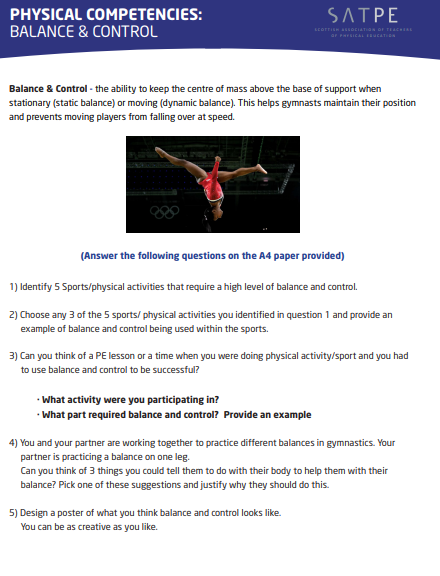 PHYSICAL COMPETENCIES:
BALANCE & CONTROL
SATPE
SCOTTISH ASSOCIATION OF TEACHERS
OF PHYSICAL EDUCATION
Balance & Control - the ability to keep the centre of mass above the base of support when
stationary (static balance) or moving (dynamic balance). This helps gymnasts maintain their position
and prevents moving players from falling over at speed.
(Answer the following questions on the A4 paper provided)
1) Identify 5 Sports/physical activities that require a high level of balance and control.
2) Choose any 3 of the 5 sports/ physical activities you identified in question 1 and provide an
example of balance and control being used within the sports.
3) Can you think of a PE lesson or a time when you were doing physical activity/sport and you had
to use balance and control to be successful?
· What activity were you participating in?
· What part required balance and control? Provide an example
4) You and your partner are working together to practice different balances in gymnastics. Your
partner is practicing a balance on one leg.
Can you think of 3 things you could tell them to do with their body to help them with their
balance? Pick one of these suggestions and justify why they should do this.
5) Design a poster of what you think balance and control looks like.
You can be as creative as you like.